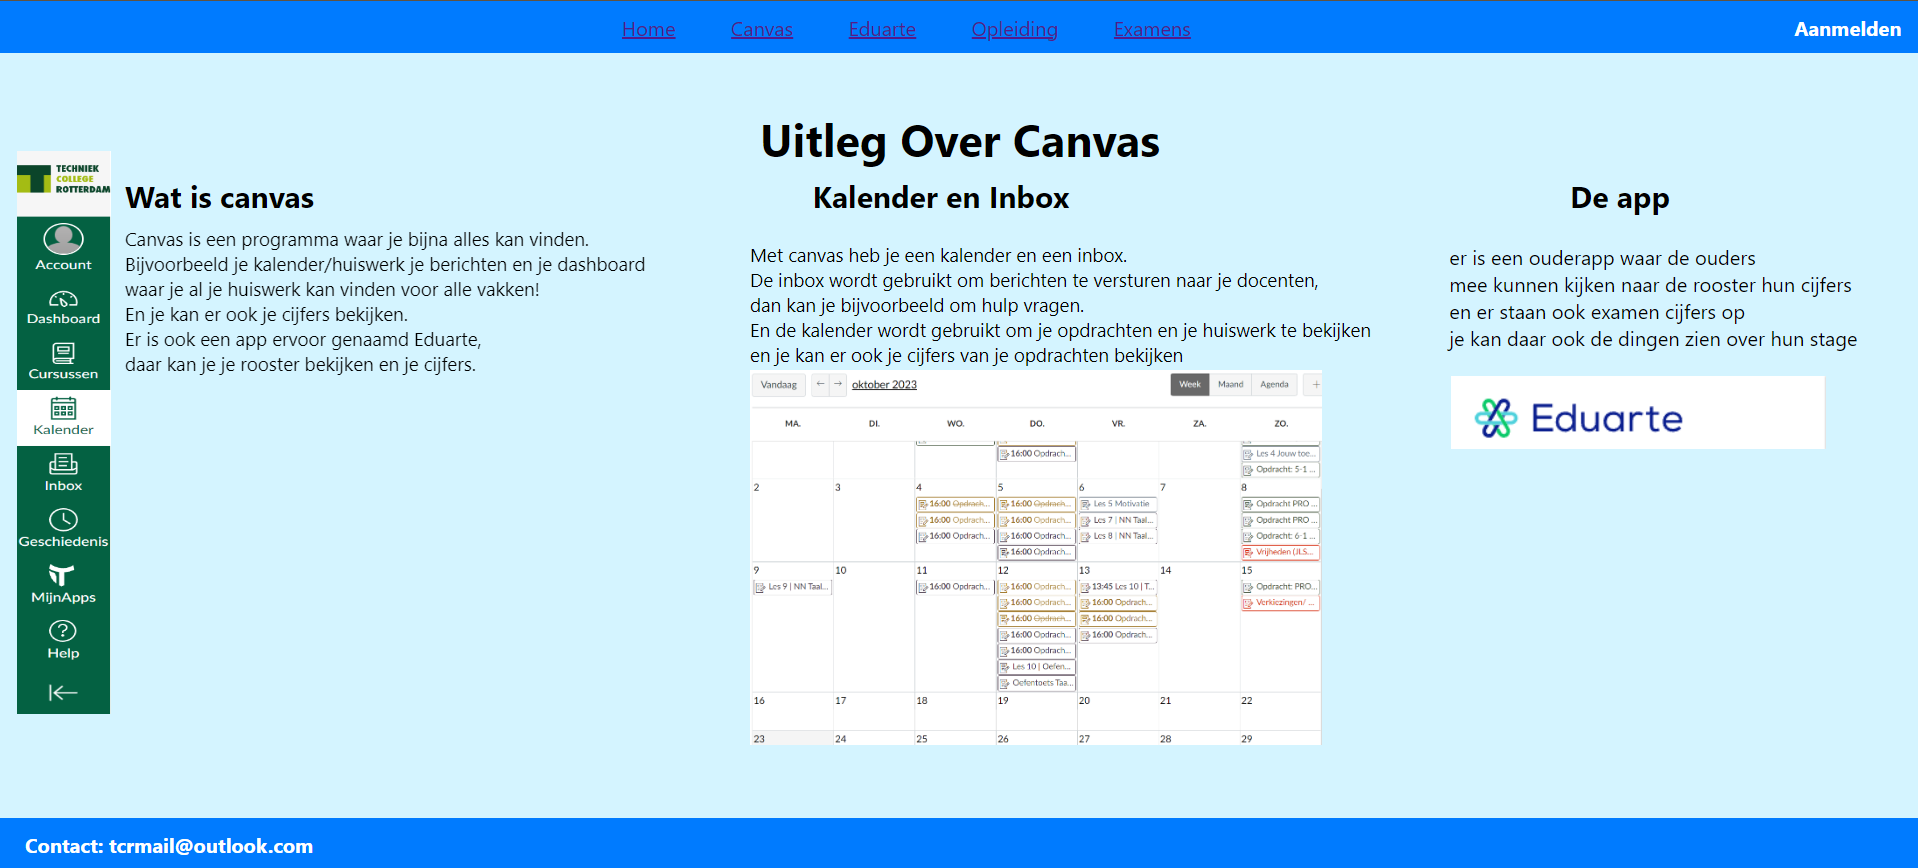 Home Canvas Eduarte Opleiding Examens Aanmelden
Uitleg Over Canvas
TECHNIEK
COLLEGE
ROTTERDAM
Account
Dashboard
Cursussen
Kalender
Inbox
Geschiedenis
MijnApps
Help
Wat is canvas
Canvas is een programma waar je bijna alles kan vinden.
Bijvoorbeeld je kalender/huiswerk je berichten en je dashboard
waar je al je huiswerk kan vinden voor alle vakken!
En je kan er ook je cijfers bekijken.
Er is ook een app ervoor genaamd Eduarte,
daar kan je je rooster bekijken en je cijfers.
Kalender en Inbox
Met canvas heb je een kalender en een inbox.
De inbox wordt gebruikt om berichten te versturen naar je docenten,
dan kan je bijvoorbeeld om hulp vragen.
En de kalender wordt gebruikt om je opdrachten en je huiswerk te bekijken
en je kan er ook je cijfers van je opdrachten bekijken
Vandaag ← → oktober 2023 Week Maand Agenda +
MA. DI. WO. DO. VR. ZA. ZO.
16:00 Opdrach... Les 4 Jouw toe...
Opdracht: 5-1 ...
2 3 4 5 6 7 8
16:00 Opdrach... 16:00 Opdrach... Les 5 Motivatie Opdracht PRO ...
16:00 Opdrach... 16:00 Opdrach... Les 7 | NN Taal... Opdracht PRO ...
16:00 Opdrach... 16:00 Opdrach... Les 8 | NN Taal... Opdracht: 6-1 ...
16:00 Opdrach... Vrijheden (JLS...
9 10 11 12 13 14 15
Les 9 | NN Taal... 16:00 Opdrach... 16:00 Opdrach... 13:45 Les 10 | T... Opdracht: PRO...
16:00 Opdrach... 16:00 Opdrach... Verkiezingen/ ...
16:00 Opdrach... 16:00 Opdrach...
16:00 Opdrach... 16:00 Opdrach...
16:00 Opdrach...
Les 10 | Oefen...
Oefentoets Taa...
16 17 18 19 20 21 22
23 24 25 26 27 28 29
De app
er is een ouderapp waar de ouders
mee kunnen kijken naar de rooster hun cijfers
en er staan ook examen cijfers op
je kan daar ook de dingen zien over hun stage
Eduarte
Contact: tcrmail@outlook.com